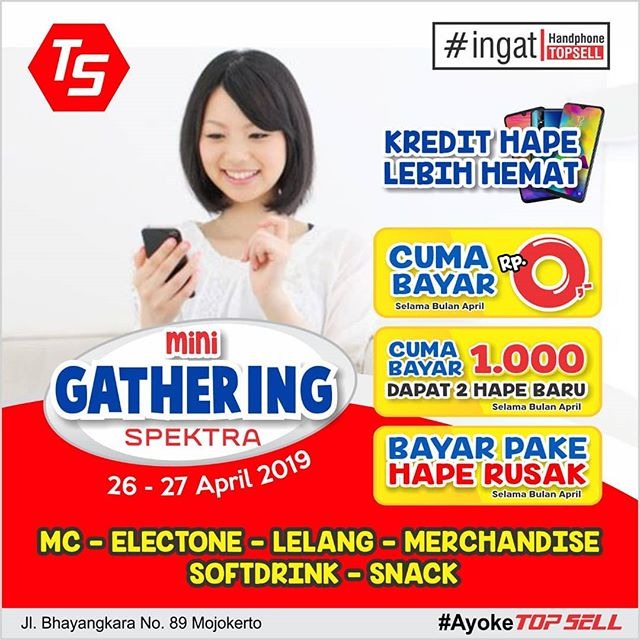 TS
#ingat Handphone
TOPSELL
KREDIT HAPE
LEBIH HEMAT
CUMA
BAYAR Rp. 0,-
Selama Bulan April
CUMA
BAYAR 1.000
DAPAT 2 HAPE BARU
Selama Bulan April
BAYAR PAKE
HAPE RUSAK
Selama Bulan April
mini
GATHERING
SPEKTRA
26 - 27 April 2019
MC - ELECTONE - LELANG - MERCHANDISE
SOFTDRINK - SNACK
Jl. Bhayangkara No. 89 Mojokerto
#AyokeTOP SELL